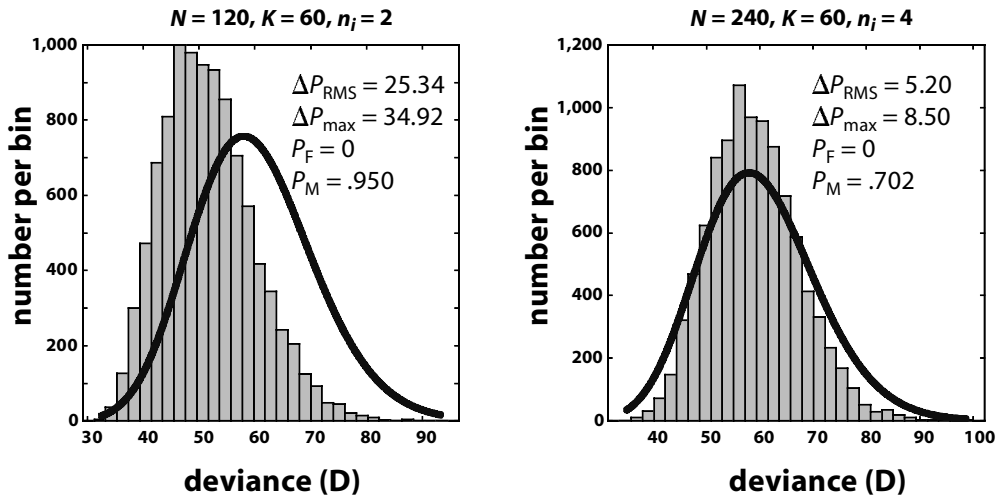 N = 120, K = 60, nᵢ = 2
1,000
800
600
400
200
0
number per bin
ΔP_RMS = 25.34
ΔP_max = 34.92
P_F = 0
P_M = .950
30 40 50 60 70 80 90
deviance (D)
N = 240, K = 60, nᵢ = 4
1,200
1,000
800
600
400
200
0
number per bin
ΔP_RMS = 5.20
ΔP_max = 8.50
P_F = 0
P_M = .702
40 50 60 70 80 90 100
deviance (D)